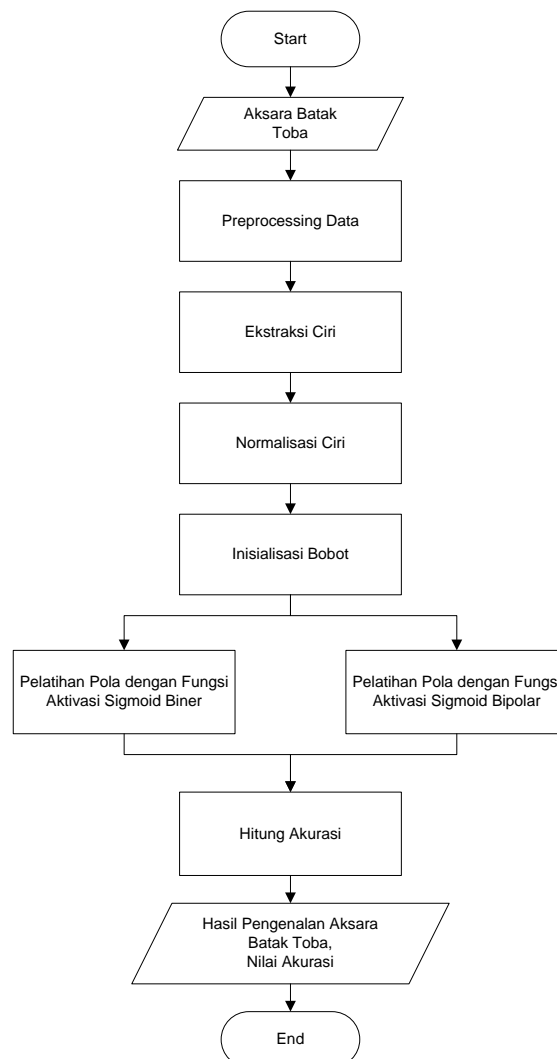 Start
Aksara Batak
Toba
Preprocessing Data
Ekstraksi Ciri
Normalisasi Ciri
Inisialisasi Bobot
Pelatihan Pola dengan Fungsi
Aktivasi Sigmoid Biner
Pelatihan Pola dengan Fungs
Aktivasi Sigmoid Bipolar
Hitung Akurasi
Hasil Pengenalan Aksara
Batak Toba,
Nilai Akurasi
End